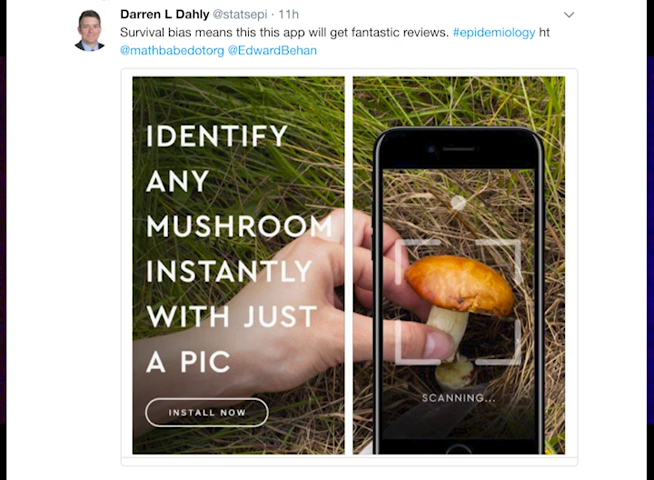 Darren L Dahly @statsepi · 11h
Survival bias means this this app will get fantastic reviews. #epidemiology ht
@mathbabedotorg @EdwardBehan
IDENTIFY
ANY
MUSHROOM
INSTANTLY
WITH JUST
A PIC
INSTALL NOW
SCANNING...